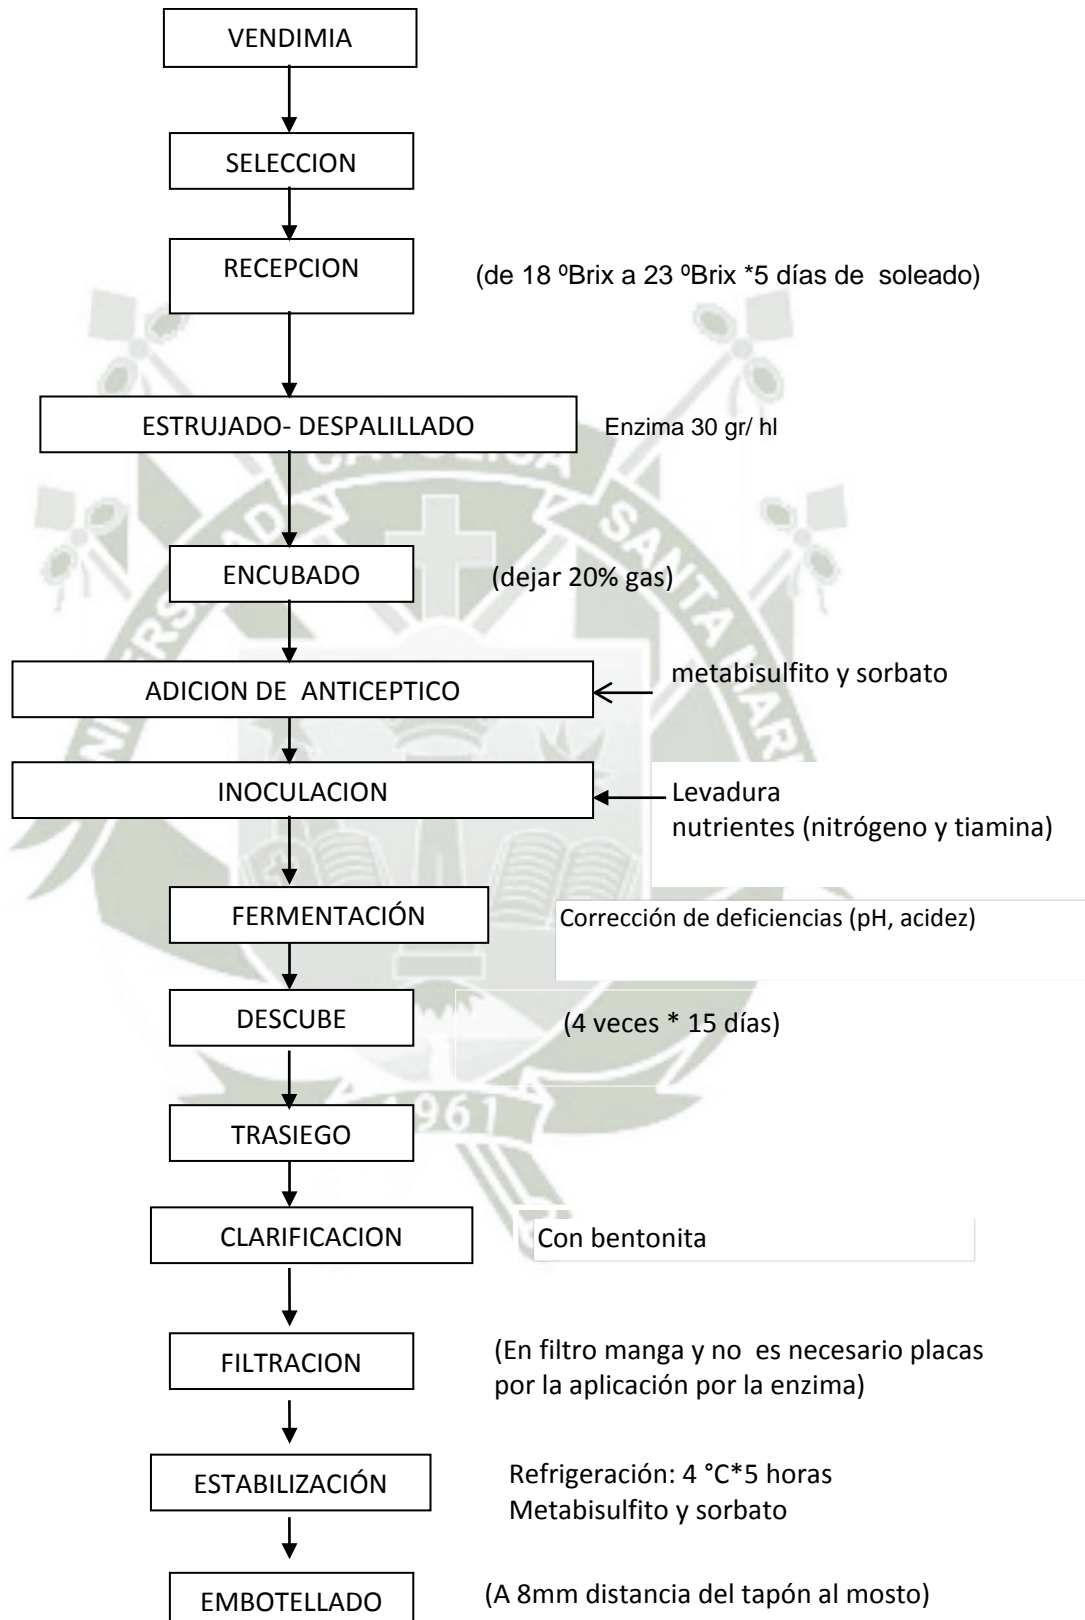 VENDIMIA
SELECCION
RECEPCION
(de 18 ºBrix a 23 ºBrix *5 días de  soleado)
ESTRUJADO- DESPALILLADO
Enzima 30 gr/ hl
ENCUBADO
(dejar 20% gas)
ADICION DE  ANTICEPTICO
metabisulfito y sorbato
INOCULACION
Levadura
nutrientes (nitrógeno y tiamina)
FERMENTACIÓN
Corrección de deficiencias (pH, acidez)
DESCUBE
(4 veces * 15 días)
TRASIEGO
CLARIFICACION
Con bentonita
FILTRACION
(En filtro manga y no  es necesario placas
por la aplicación por la enzima)
ESTABILIZACIÓN
Refrigeración: 4 °C*5 horas
Metabisulfito y sorbato
EMBOTELLADO
(A 8mm distancia del tapón al mosto)
SANTA MARI
1961